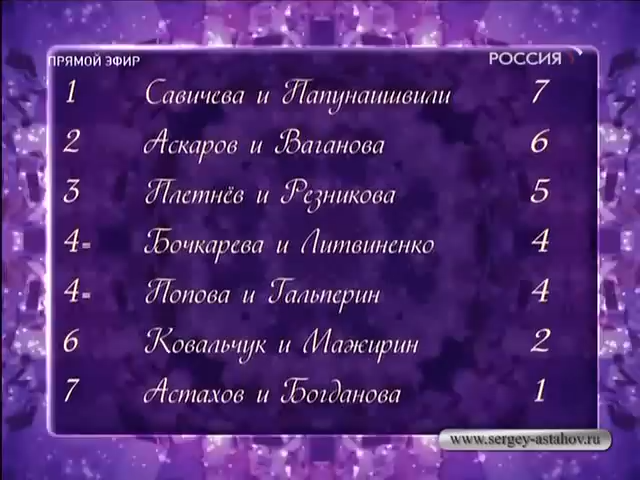 ПРЯМОЙ ЭФИР
РОССИЯ
1 Савичева и Папунаишвили 7
2 Аскаров и Ваганова 6
3 Плетнёв и Резникова 5
4= Бочкарева и Литвиненко 4
4= Попова и Гальперин 4
6 Ковальчук и Мажирин 2
7 Астахов и Богданова 1
www.sergey-astahov.ru